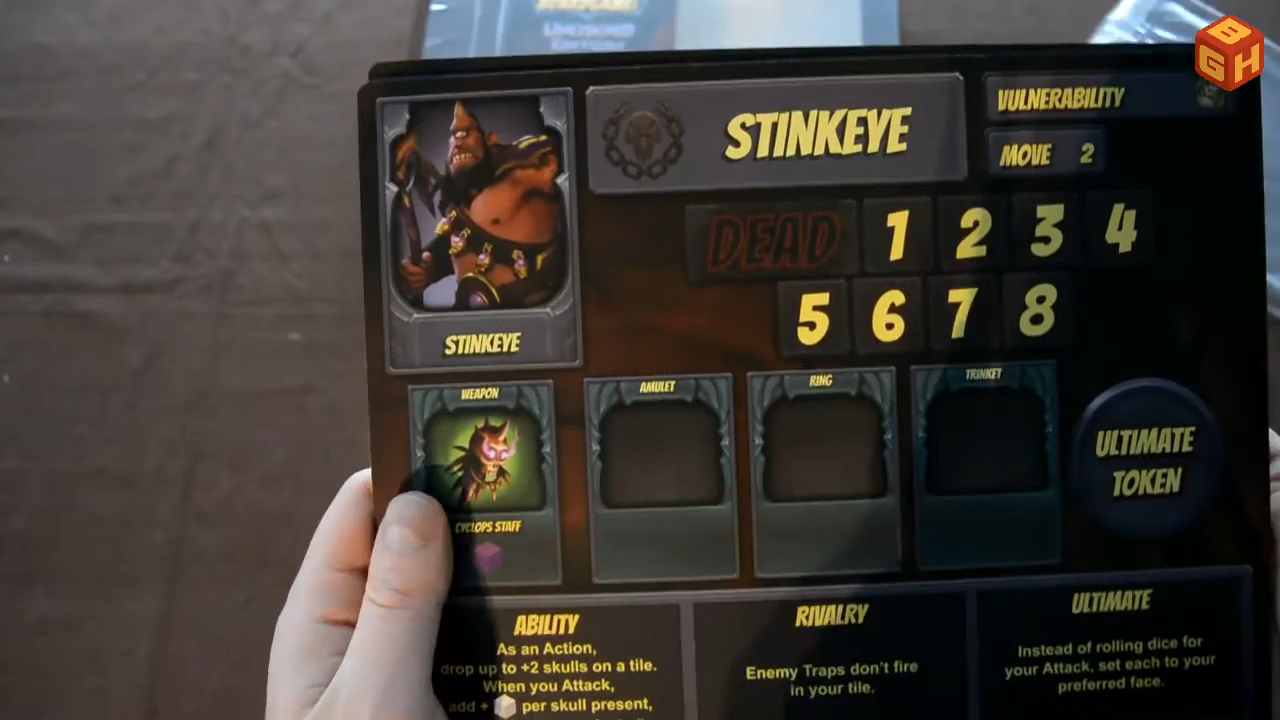 BGH
STINKEYE
VULNERABILITY
MOVE 2
DEAD 1 2 3 4
5 6 7 8
STINKEYE
WEAPON
AMULET
RING
TRINKET
CYCLOPS STAFF
ULTIMATE
TOKEN
ABILITY
As an Action,
drop up to +2 skulls on a tile.
When you Attack,
add + per skull present,
RIVALRY
Enemy Traps don't fire
in your tile.
ULTIMATE
Instead of rolling dice for
your Attack, set each to your
preferred face.